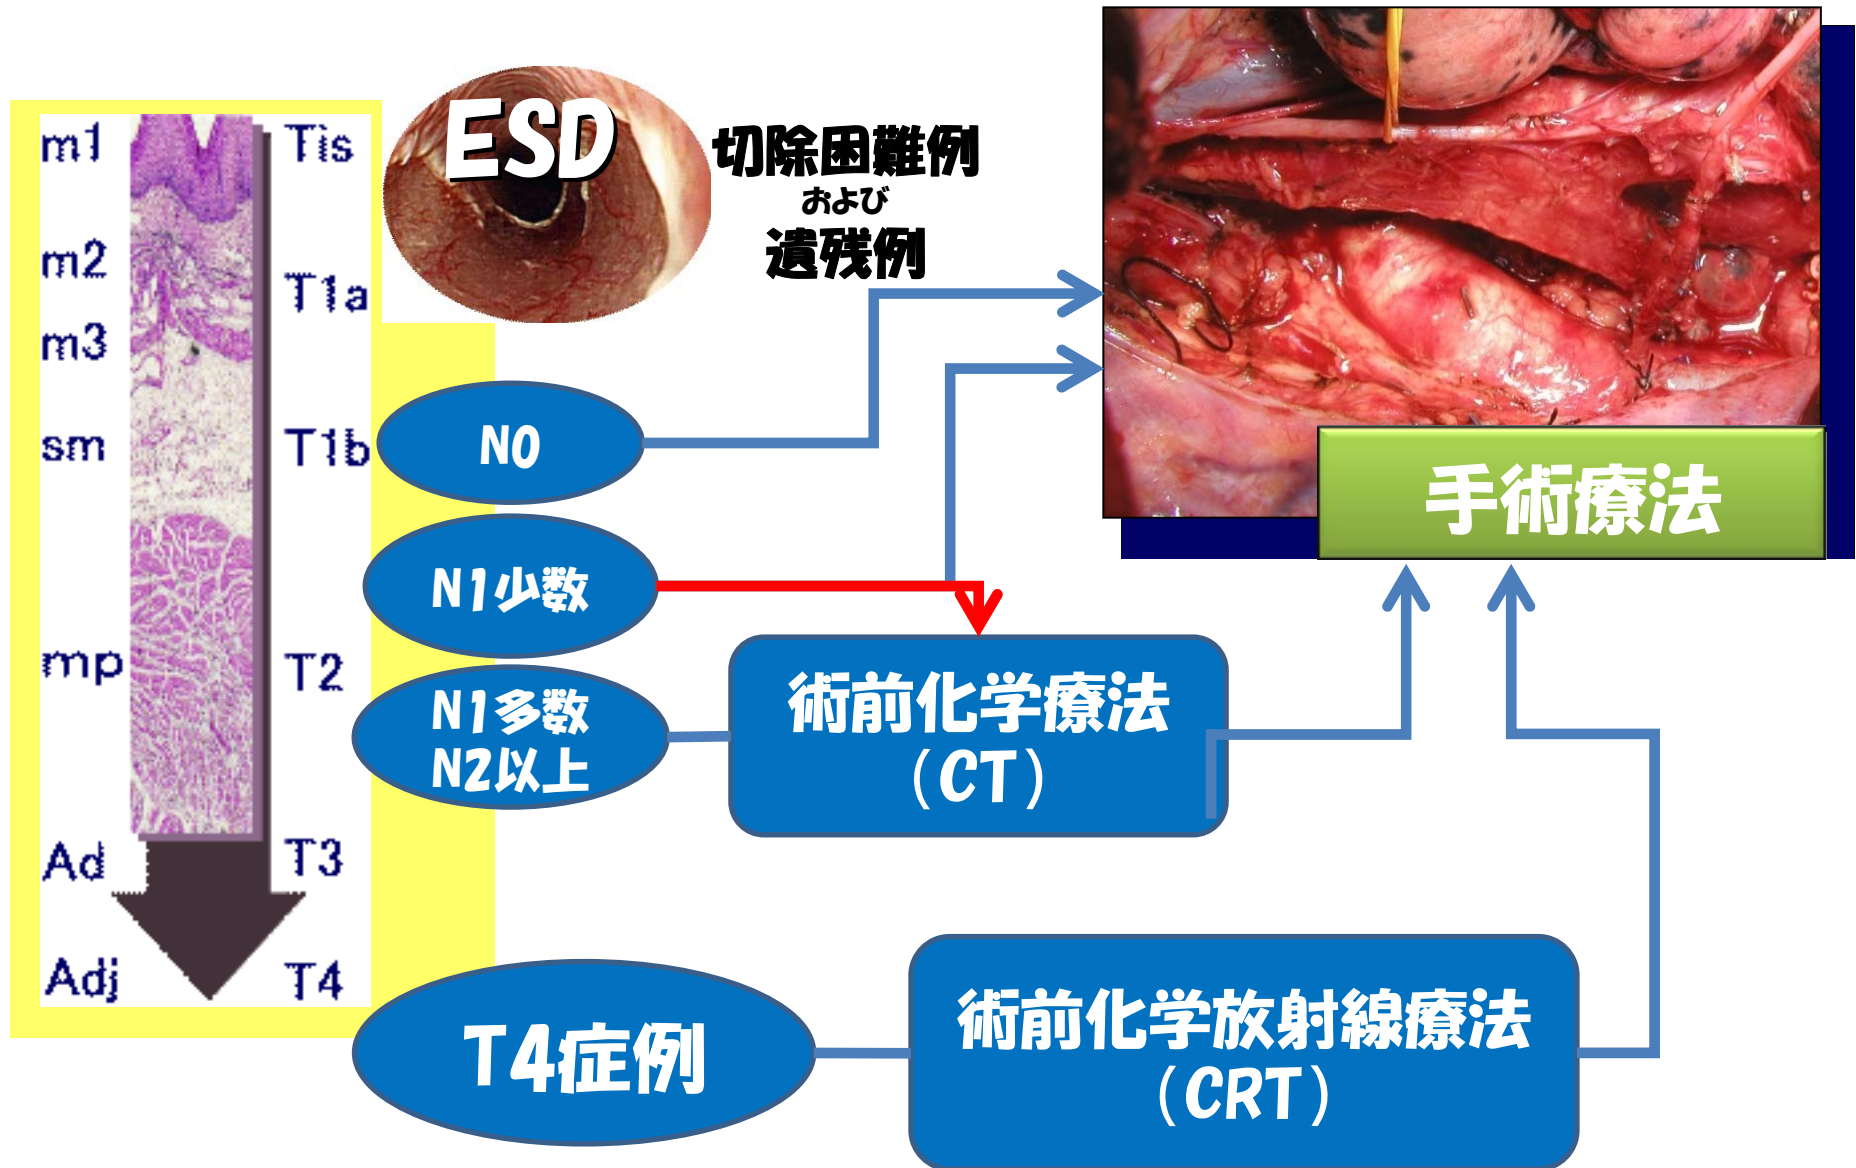 m1
Tis
m2
T1a
m3
sm
T1b
mp
T2
Ad
T3
Adj
T4
ESD
切除困難例
および
遺残例
N0
N1少数
N1多数
N2以上
術前化学療法
（CT）
手術療法
T4症例
術前化学放射線療法
（CRT）